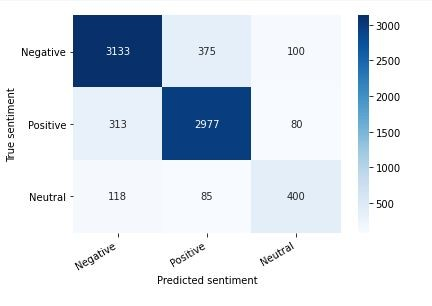 3000
Negative 3133 375 100
2500
2000
Positive 313 2977 80
1500
1000
Neutral 118 85 400
500
True sentiment
Negative Positive Neutral
Predicted sentiment